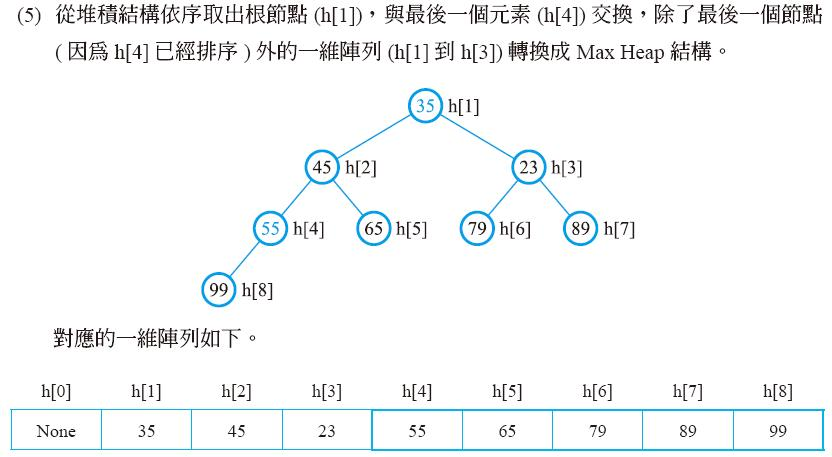 (5) 從堆積結構依序取出根節點 (h[1])，與最後一個元素 (h[4]) 交換，除了最後一個節點
( 因為 h[4] 已經排序 ) 外的一維陣列 (h[1] 到 h[3]) 轉換成 Max Heap 結構。
35 h[1]
45 h[2] 23 h[3]
55 h[4] 65 h[5] 79 h[6] 89 h[7]
99 h[8]
對應的一維陣列如下。
h[0] h[1] h[2] h[3] h[4] h[5] h[6] h[7] h[8]
None 35 45 23 55 65 79 89 99